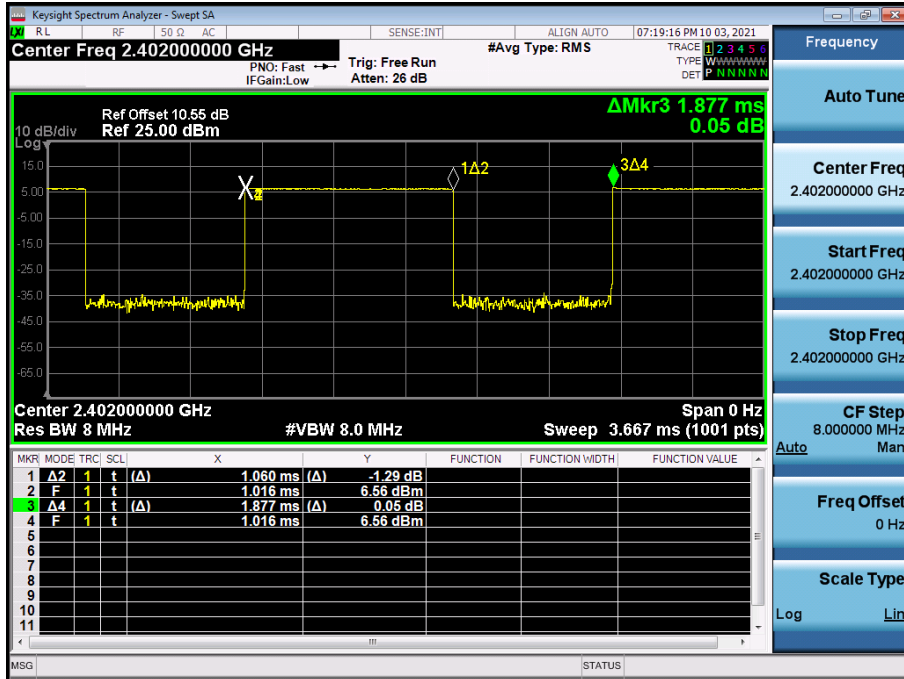 Keysight Spectrum Analyzer - Swept SA
LXI RL RF 50 Ω AC SENSE:INT ALIGN AUTO 07:19:16 PM 10 03, 2021
Center Freq 2.402000000 GHz #Avg Type: RMS TRACE 1 2 3 4 5 6
PNO: Fast Trig: Free Run TYPE WWWWWW
IFGain:Low Atten: 26 dB DET P N N N N N
ΔMkr3 1.877 ms
0.05 dB
Ref Offset 10.55 dB
10 dB/div Ref 25.00 dBm
Log
15.0
5.00
-5.00
-15.0
-25.0
-35.0
-45.0
-55.0
-65.0
1Δ2
3Δ4
X
Center 2.402000000 GHz Span 0 Hz
Res BW 8 MHz #VBW 8.0 MHz Sweep 3.667 ms (1001 pts)
MKR MODE TRC SCL X Y FUNCTION FUNCTION WIDTH FUNCTION VALUE
1 Δ2 1 t (Δ) 1.060 ms (Δ) -1.29 dB
2 F 1 t 1.016 ms 6.56 dBm
3 Δ4 1 t (Δ) 1.877 ms (Δ) 0.05 dB
4 F 1 t 1.016 ms 6.56 dBm
5
6
7
8
9
10
11
MSG STATUS
Frequency
Auto Tune
Center Freq
2.402000000 GHz
Start Freq
2.402000000 GHz
Stop Freq
2.402000000 GHz
CF Step
8.000000 MHz
Auto Man
Freq Offset
0 Hz
Scale Type
Log Lin